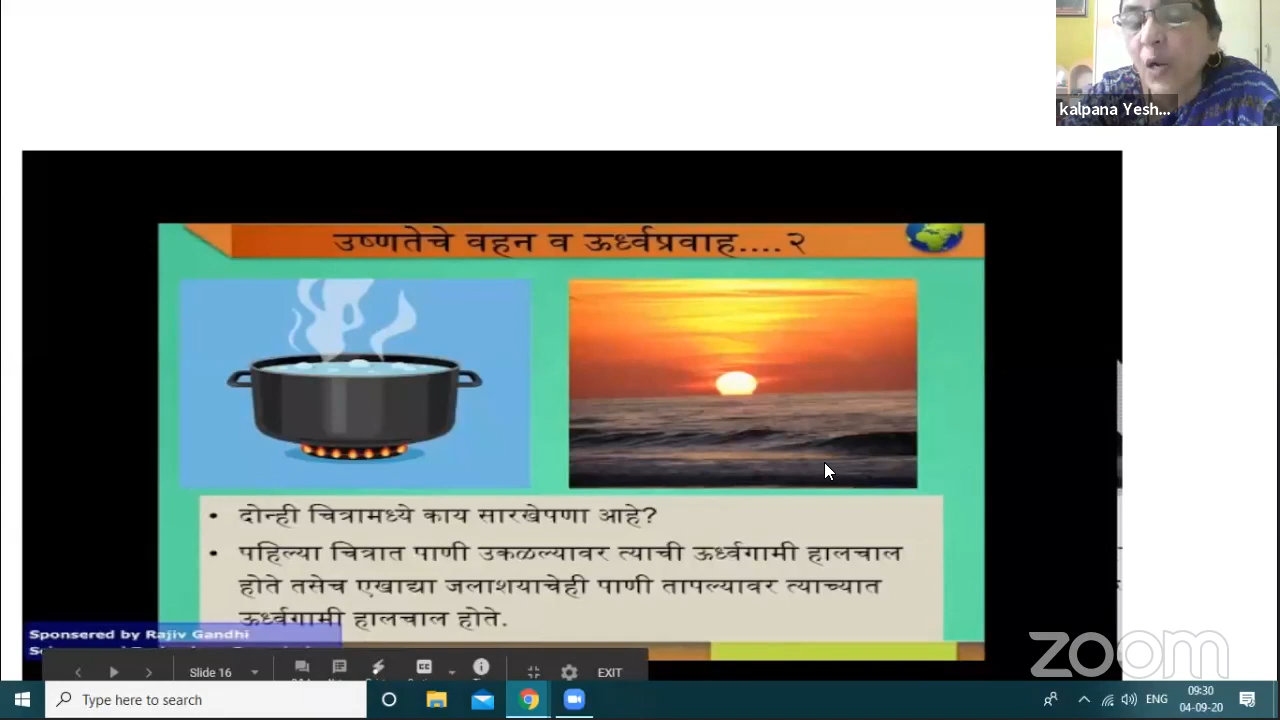 kalpana Yesh...
उष्णतेचे वहन व ऊर्ध्वप्रवाह....२
• दोन्ही चित्रामध्ये काय सारखेपणा आहे?
• पहिल्या चित्रात पाणी उकळल्यावर त्याची ऊर्ध्वगामी हालचाल
होते तसेच एखाद्या जलाशयाचेही पाणी तापल्यावर त्याच्यात
ऊर्ध्वगामी हालचाल होते.
Sponsered by Rajiv Gandhi
zoom
Slide 16
EXIT
Type here to search
ENG
09:30
04-09-20